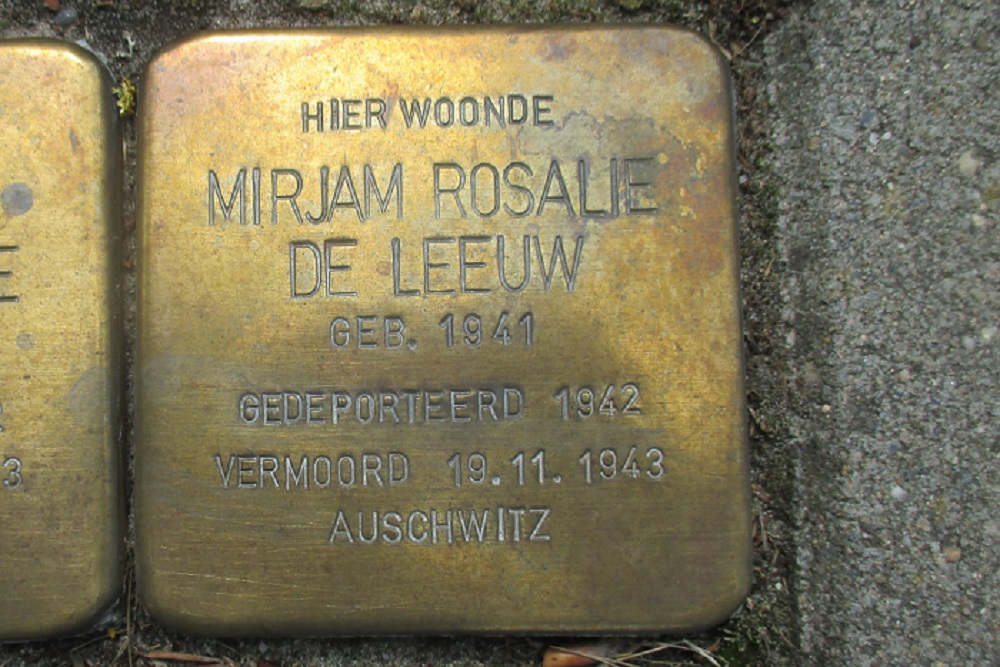 HIER WOONDE
MIRJAM ROSALIE
DE LEEUW
GEB. 1941
GEDEPORTEERD 1942
VERMOORD 19.11.1943
AUSCHWITZ